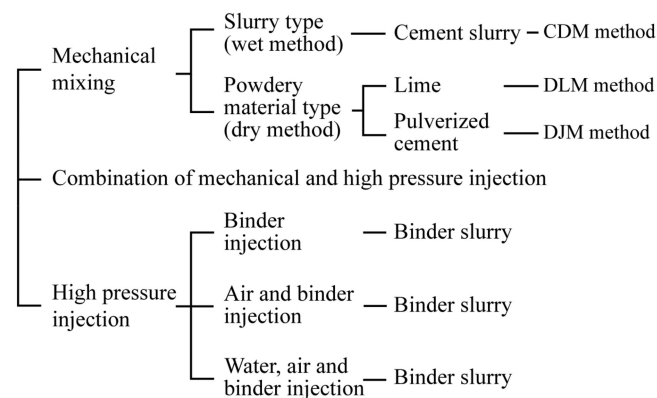 Mechanical
mixing
Slurry type
(wet method)
Cement slurry
CDM method
Powdery
material type
(dry method)
Lime
DLM method
Pulverized
cement
DJM method
Combination of mechanical and high pressure injection
High pressure
injection
Binder
injection
Binder slurry
Air and binder
injection
Binder slurry
Water, air and
binder injection
Binder slurry